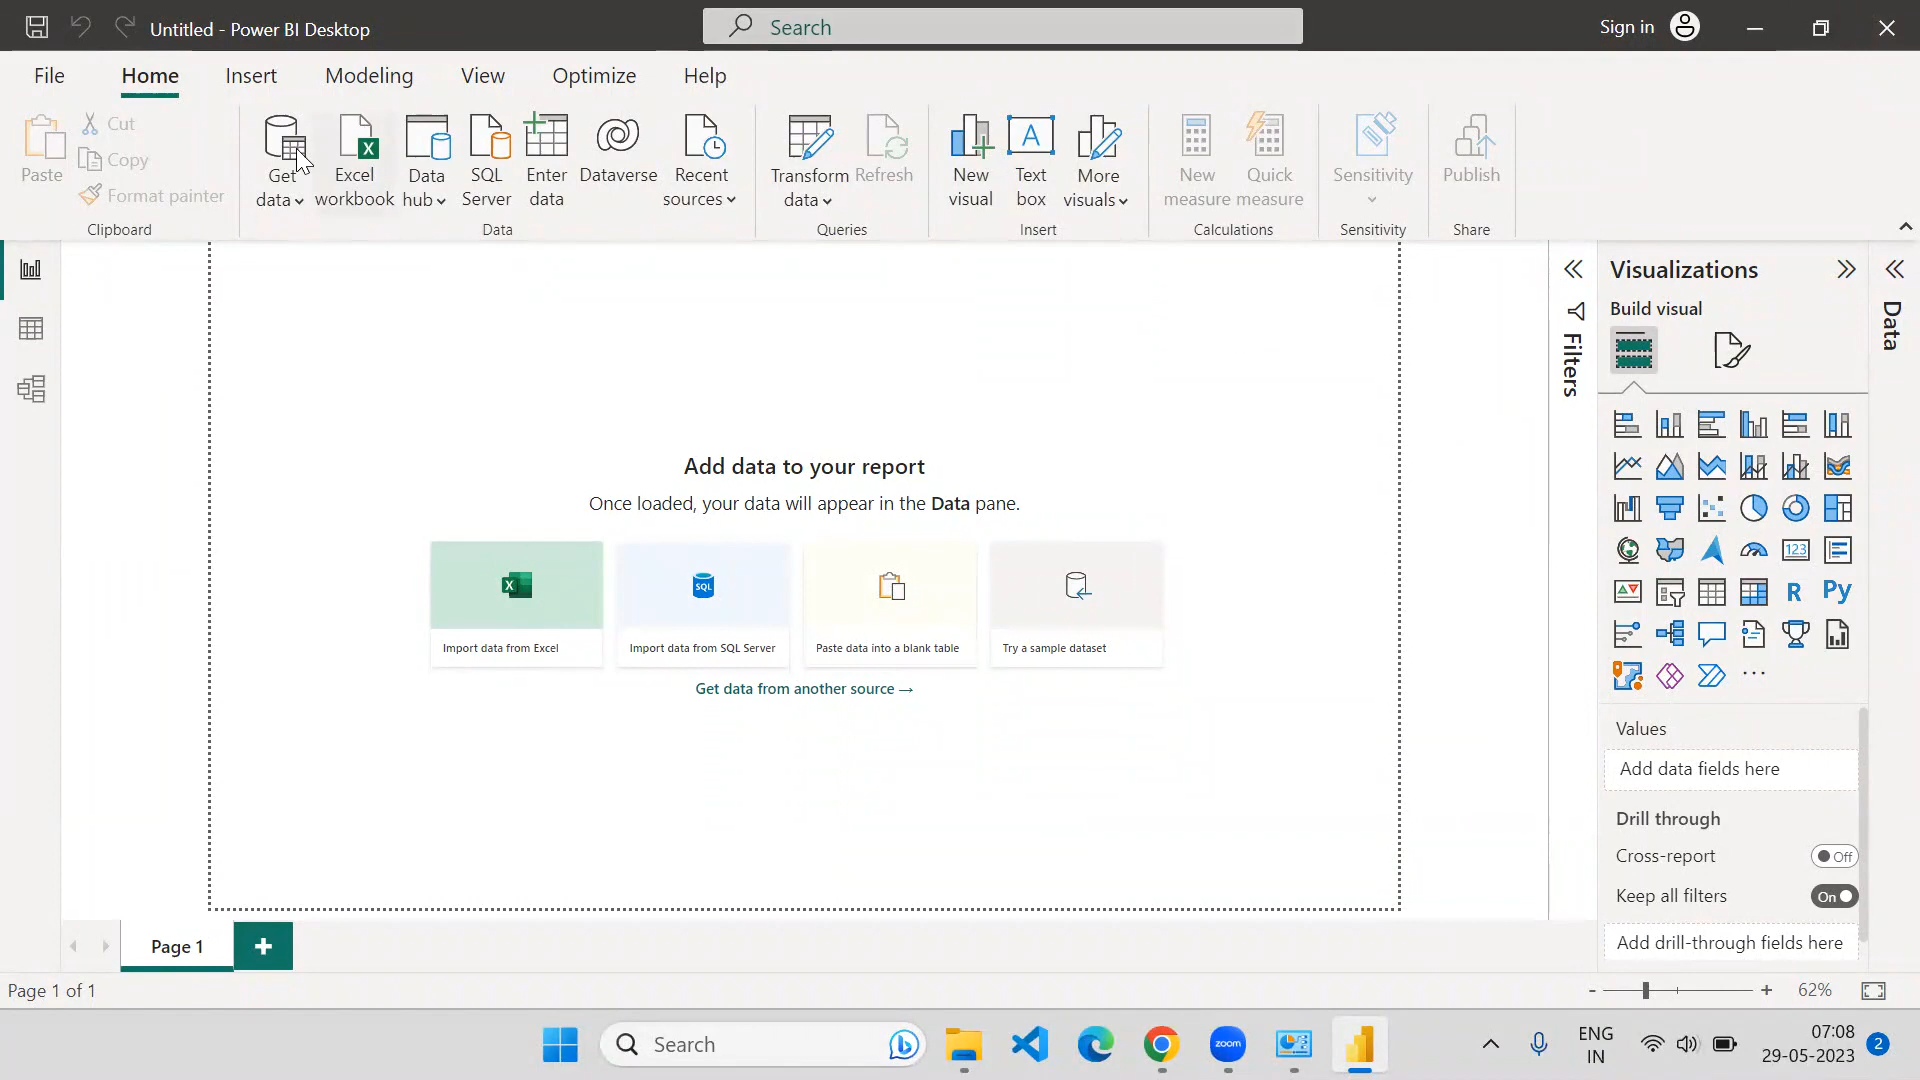 Untitled - Power BI Desktop
Search
Sign in
File
Home
Insert
Modeling
View
Optimize
Help
Paste
Cut
Copy
Format painter
Clipboard
Get data
Excel workbook
Data hub
SQL Server
Enter data
Dataverse
Recent sources
Data
Transform data
Refresh
Queries
New visual
Text box
More visuals
Insert
New measure
Quick measure
Calculations
Sensitivity
Sensitivity
Publish
Share
Add data to your report
Once loaded, your data will appear in the Data pane.
SQL
Import data from Excel
Import data from SQL Server
Paste data into a blank table
Try a sample dataset
Get data from another source →
Filters
Visualizations
Build visual
123
R
Py
Values
Add data fields here
Drill through
Cross-report
Off
Keep all filters
On
Add drill-through fields here
Data
Page 1
Page 1 of 1
- + 62%
Search
zoom
ENG
IN
07:08
29-05-2023
2